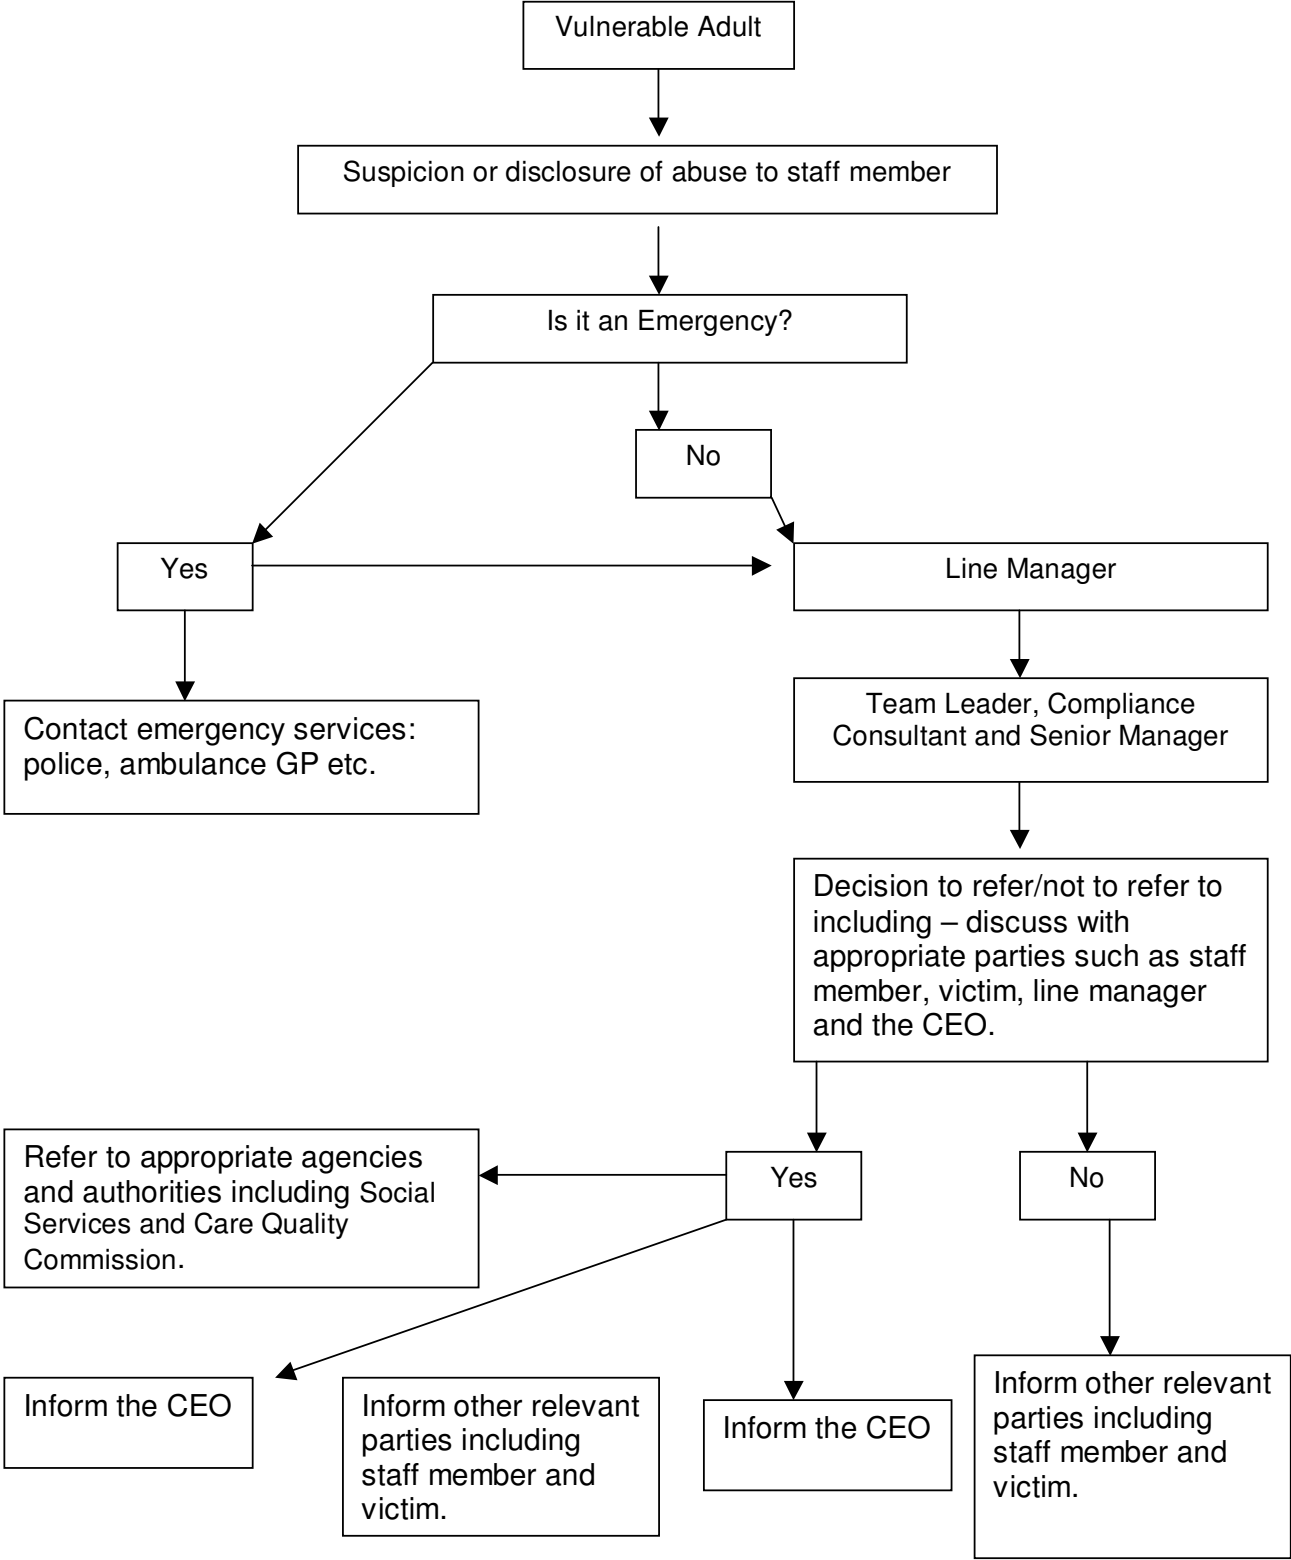 Vulnerable Adult
Suspicion or disclosure of abuse to staff member
Is it an Emergency?
No
Yes
Line Manager
Contact emergency services:
police, ambulance GP etc.
Team Leader, Compliance
Consultant and Senior Manager
Decision to refer/not to refer to
including – discuss with
appropriate parties such as staff
member, victim, line manager
and the CEO.
Refer to appropriate agencies
and authorities including Social
Services and Care Quality
Commission.
Yes
No
Inform the CEO
Inform other relevant
parties including
staff member and
victim.
Inform the CEO
Inform other relevant
parties including
staff member and
victim.